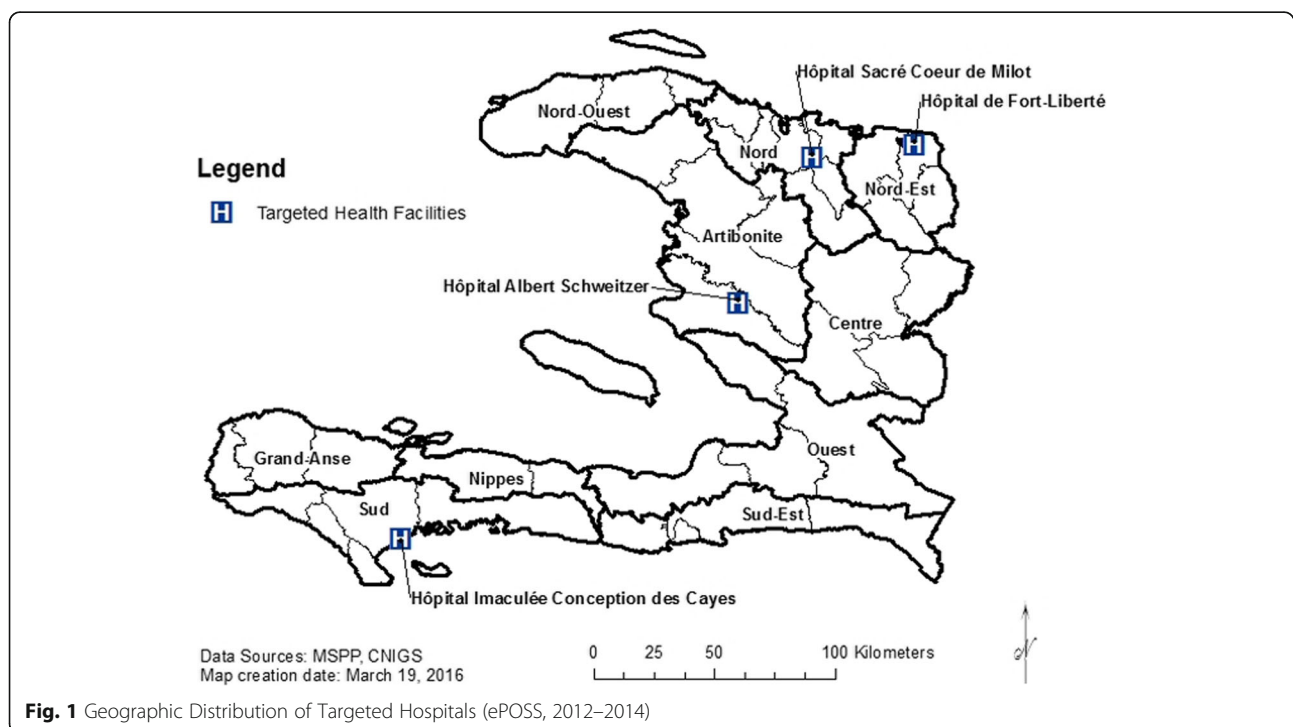 Hôpital Sacré Coeur de Milot
Hôpital de Fort-Liberté
Nord-Ouest
Nord
Legend
Nord-Est
H Targeted Health Facilities
Artibonite
Hôpital Albert Schweitzer
Centre
Ouest
Grand-Anse
Nippes
Sud
Sud-Est
Hôpital Imaculée Conception des Cayes
Data Sources: MSPP, CNIGS
Map creation date: March 19, 2016
0 25 50 100 Kilometers
N
Fig. 1 Geographic Distribution of Targeted Hospitals (ePOSS, 2012–2014)